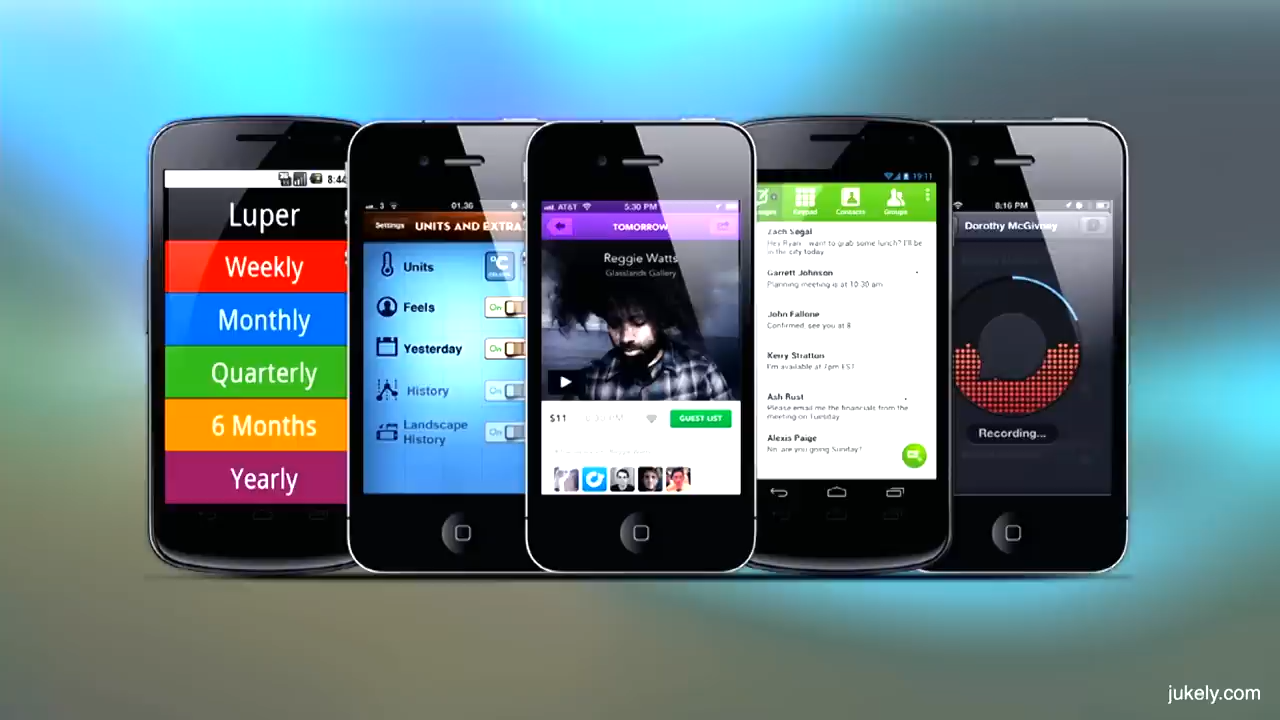 8:44
Luper
Weekly
Monthly
Quarterly
6 Months
Yearly
3
01.36
Settings
UNITS AND EXTRA
Units
°C
Feels
On
Yesterday
On
History
On
Landscape
History
On
AT&T
5:30 PM
TOMORROW
Reggie Watts
Glasslands Gallery
$11
GUEST LIST
19:11
Keypad
Contacts
Groups
Zach Segal
Hey Ryan want to grab some lunch? I'll be
in the city today
Garrett Johnson
Planning meeting is at 10:30 am
John Fallone
Confirmed, see you at 8
Kerry Stratton
I'm available at 7pm EST
Ash Rust
Please email me the financials from the
meeting on Tuesday
Alexis Paige
No, are you going Sunday?
8:16 PM
Dorothy McGivney
Recording...
jukely.com